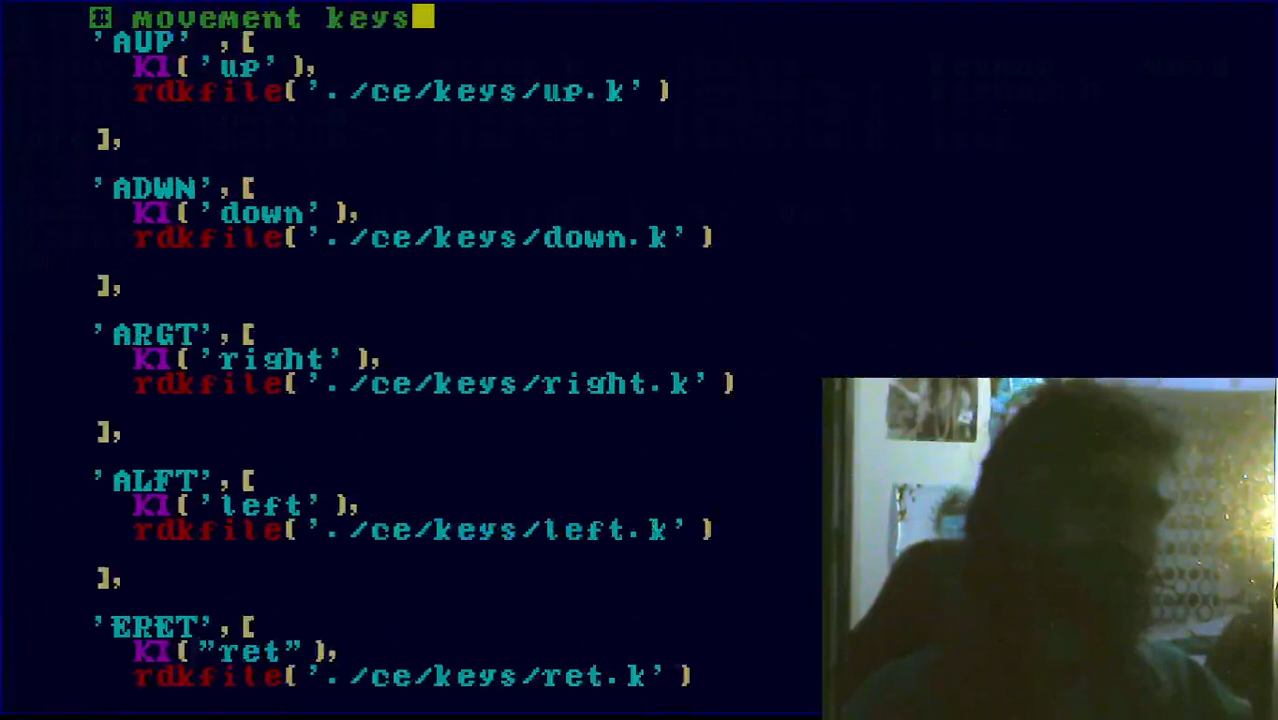 # movement keys
'AUP' ,[
KI('up' ),
rdkfile('./ce/keys/up.k' )
],
'ADWN',[
KI('down' ),
rdkfile('./ce/keys/down.k' )
],
'ARGT',[
KI('right' ),
rdkfile('./ce/keys/right.k' )
],
'ALFT',[
KI('left' ),
rdkfile('./ce/keys/left.k' )
],
'ERET',[
KI("ret" ),
rdkfile('./ce/keys/ret.k' )